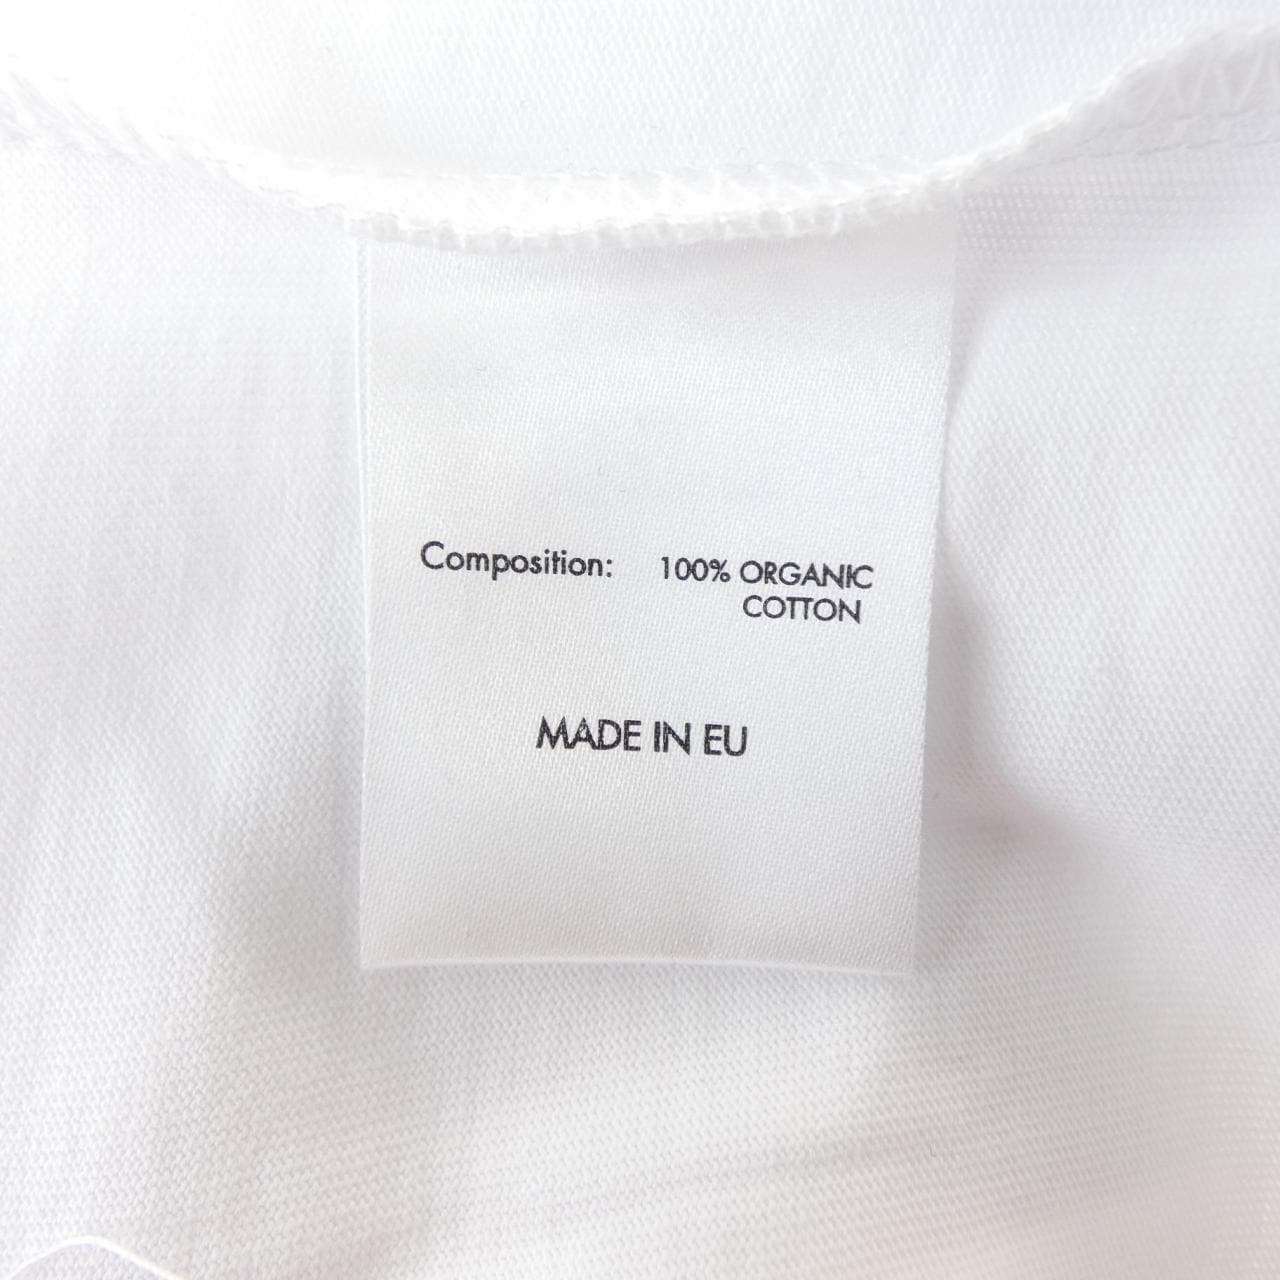 Composition: 100% ORGANIC
COTTON
MADE IN EU